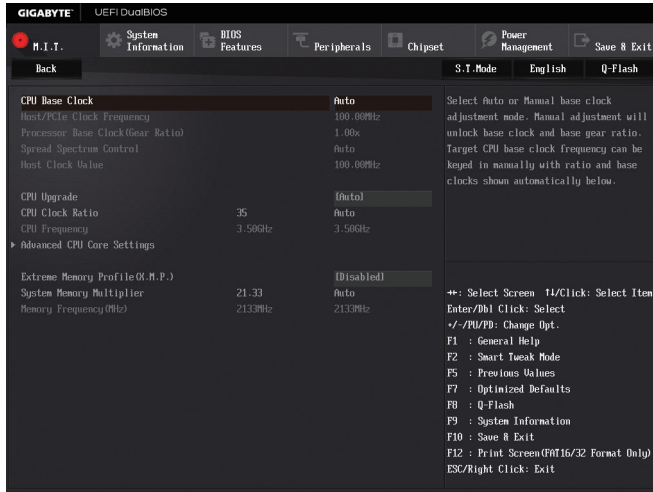 GIGABYTE™ UEFI DualBIOS
M.I.T. System Information BIOS Features Peripherals Chipset Power Management Save & Exit
Back S.T.Mode English Q-Flash
CPU Base Clock Auto
Host/PCIe Clock Frequency 100.00MHz
Processor Base Clock(Gear Ratio) 1.00x
Spread Spectrum Control Auto
Host Clock Value 100.00MHz
CPU Upgrade [Auto]
CPU Clock Ratio 35 Auto
CPU Frequency 3.50GHz 3.50GHz
Advanced CPU Core Settings
Extreme Memory Profile(X.M.P.) [Disabled]
System Memory Multiplier 21.33 Auto
Memory Frequency(MHz) 2133MHz 2133MHz
Select Auto or Manual base clock
adjustment mode. Manual adjustment will
unlock base clock and base gear ratio.
Target CPU base clock frequency can be
keyed in manually with ratio and base
clocks shown automatically below.
→←: Select Screen ↑↓/Click: Select Item
Enter/Dbl Click: Select
+/-/PU/PD: Change Opt.
F1 : General Help
F2 : Smart Tweak Mode
F5 : Previous Values
F7 : Optimized Defaults
F8 : Q-Flash
F9 : System Information
F10 : Save & Exit
F12 : Print Screen(FAT16/32 Format Only)
ESC/Right Click: Exit